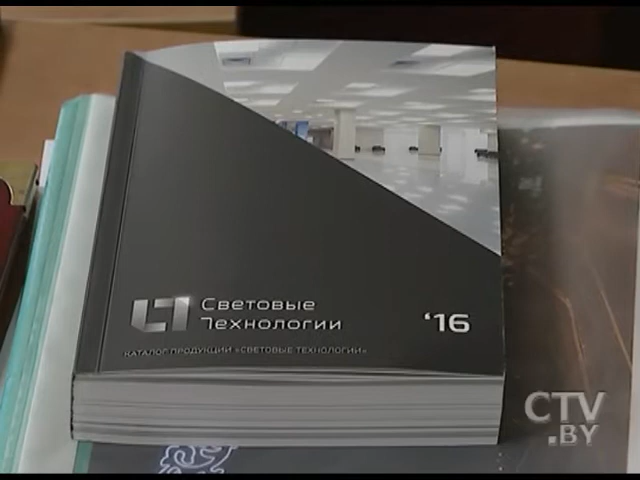 Световые
Технологии
'16
КАТАЛОГ ПРОДУКЦИИ «СВЕТОВЫЕ ТЕХНОЛОГИИ»
CTV
.BY